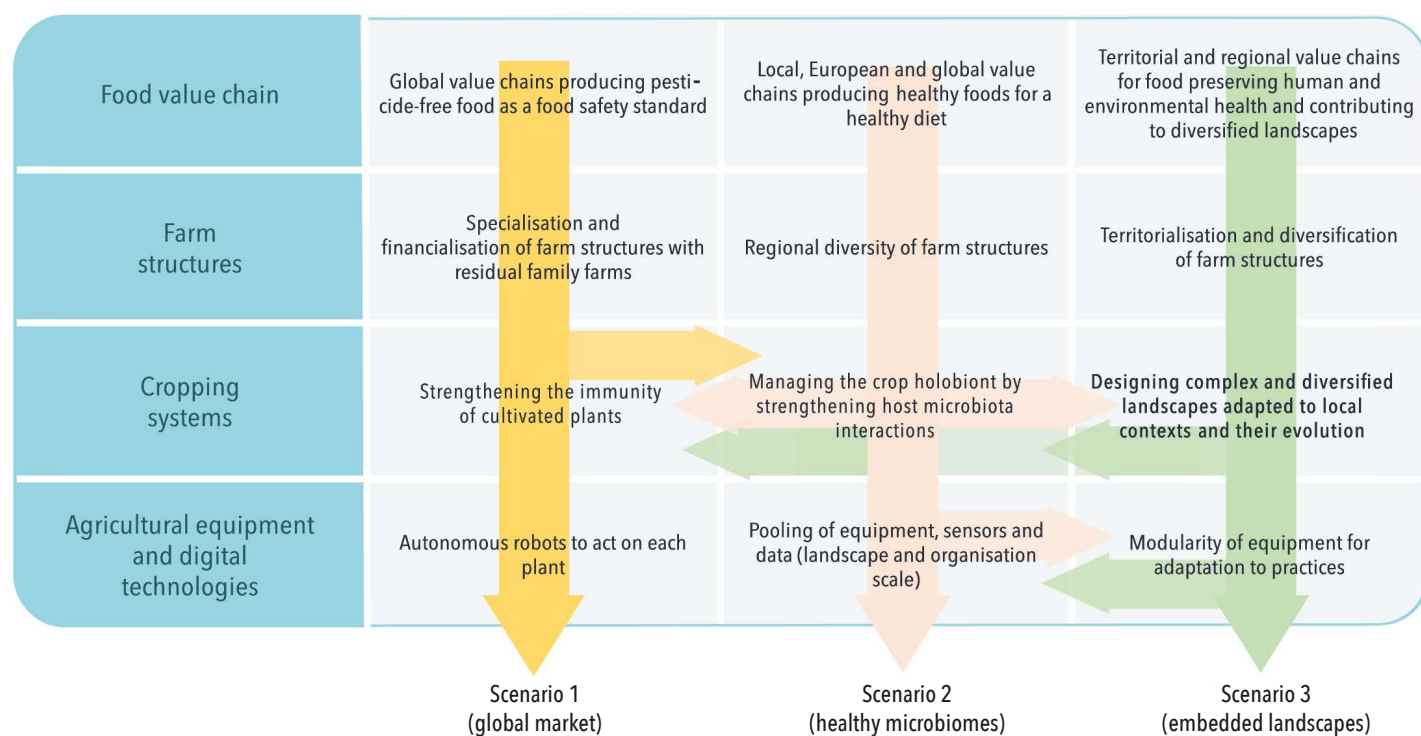 Food value chain
Global value chains producing pesti-
cide-free food as a food safety standard
Local, European and global value
chains producing healthy foods for a
healthy diet
Territorial and regional value chains
for food preserving human and
environmental health and contributing
to diversified landscapes
Farm
structures
Specialisation and
financialisation of farm structures with
residual family farms
Regional diversity of farm structures
Territorialisation and diversification
of farm structures
Cropping
systems
Strengthening the immunity
of cultivated plants
Managing the crop holobiont by
strengthening host microbiota
interactions
Designing complex and diversified
landscapes adapted to local
contexts and their evolution
Agricultural equipment
and digital
technologies
Autonomous robots to act on each
plant
Pooling of equipment, sensors and
data (landscape and organisation
scale)
Modularity of equipment for
adaptation to practices
Scenario 1
(global market)
Scenario 2
(healthy microbiomes)
Scenario 3
(embedded landscapes)